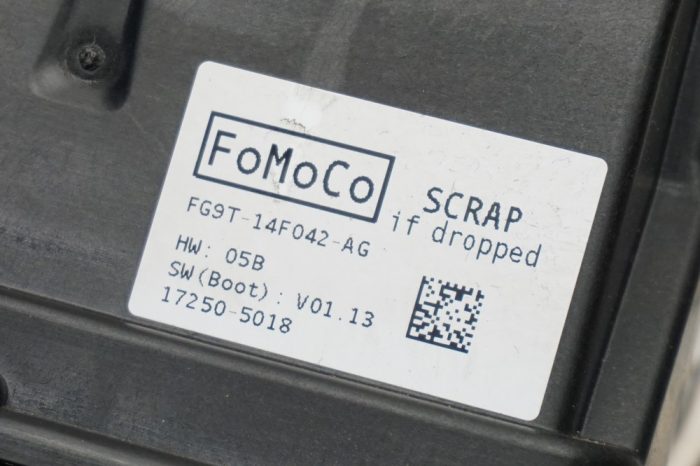 FoMoCo
SCRAP
if dropped
FG9T-14F042-AG
HW: 05B
SW(Boot): V01.13
17250-5018